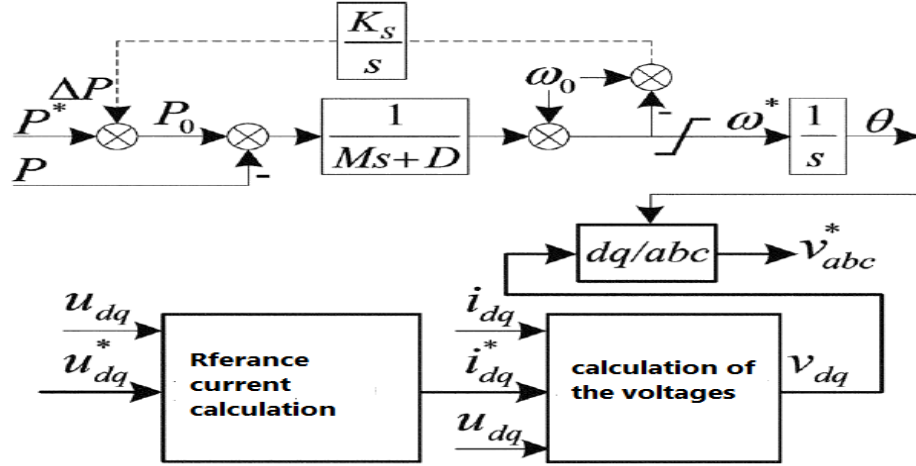 K_s
s
ΔP
ω_0
P* P_0 1 ω* 1 θ
Ms+D s
P
-
-
dq/abc v*_abc
u_dq i_dq
Rferance
current
calculation
calculation of
the voltages
u*_dq i*_dq v_dq
u_dq